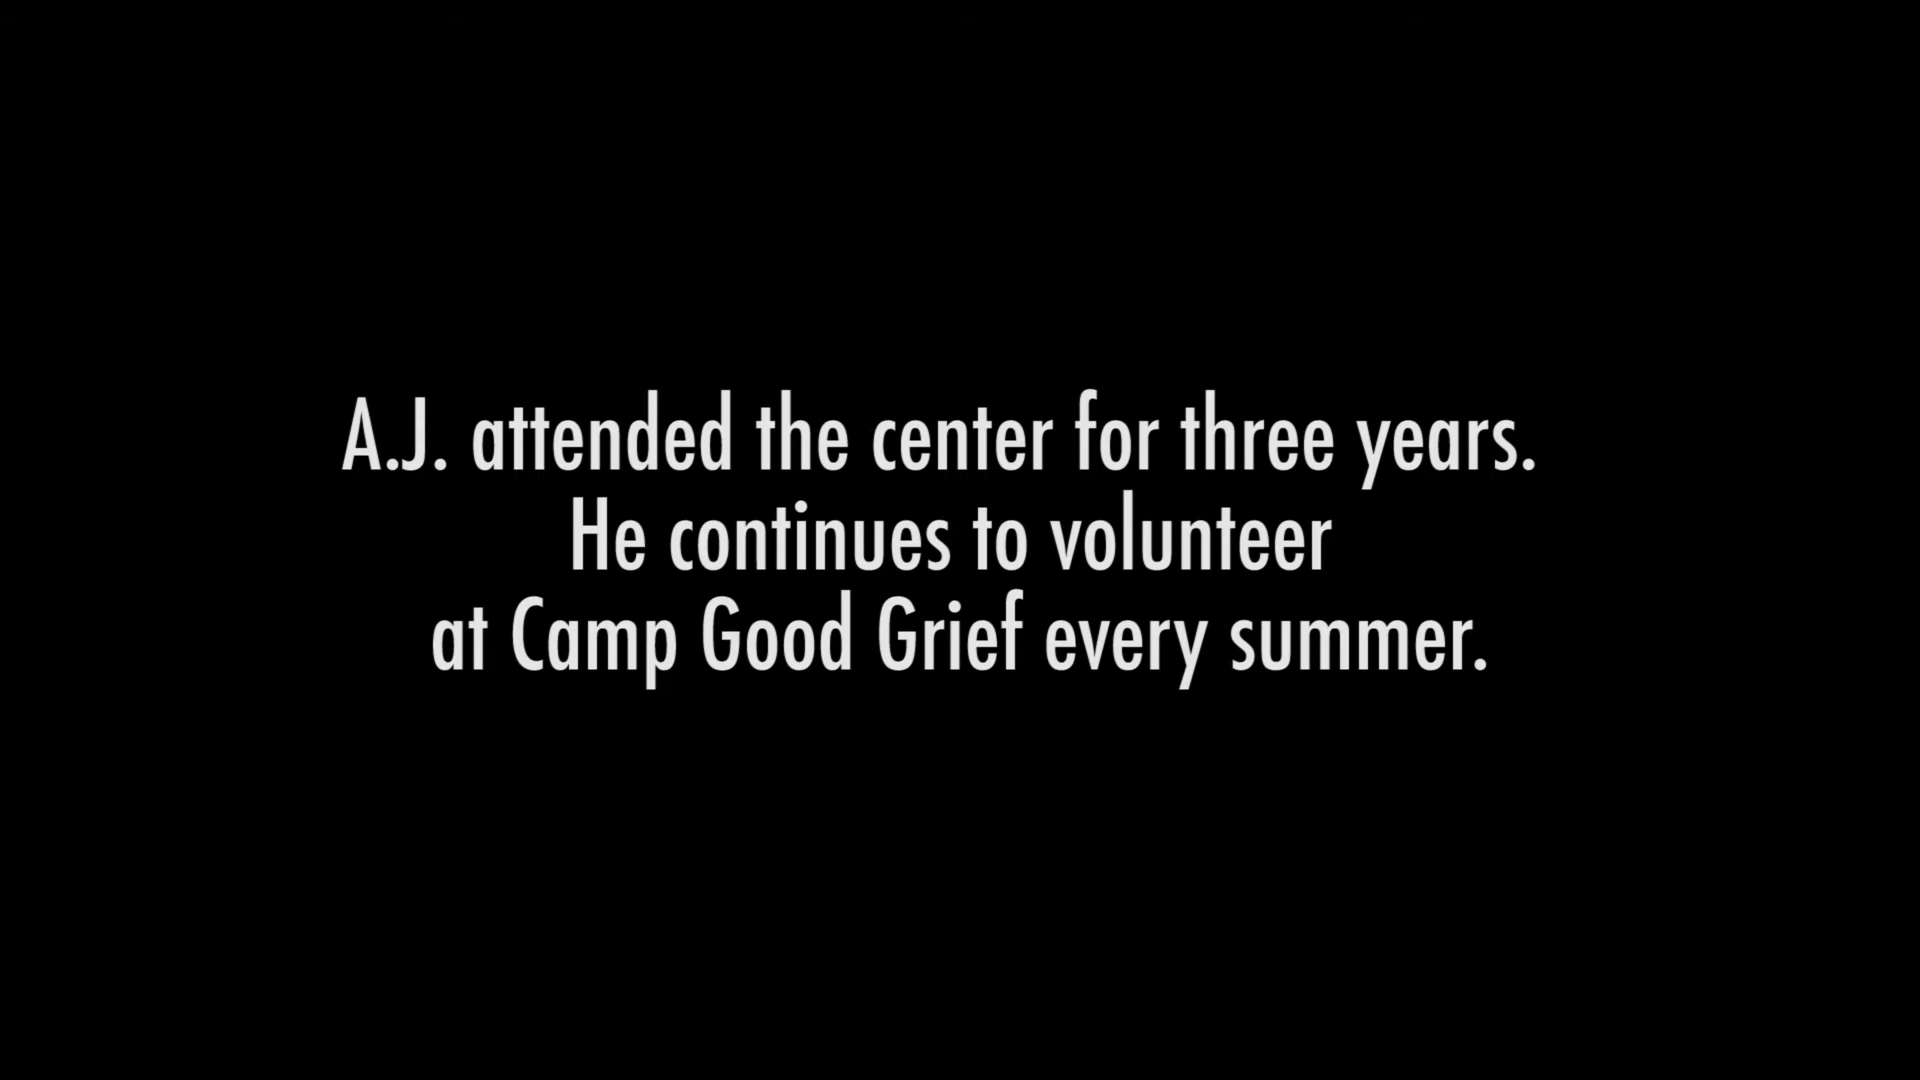 A.J. attended the center for three years.
He continues to volunteer
at Camp Good Grief every summer.